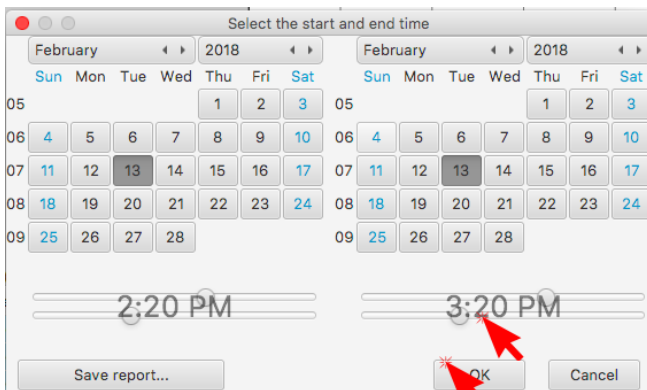 Select the start and end time
February 2018 February 2018
Sun Mon Tue Wed Thu Fri Sat Sun Mon Tue Wed Thu Fri Sat
05 1 2 3 05 1 2 3
06 4 5 6 7 8 9 10 06 4 5 6 7 8 9 10
07 11 12 13 14 15 16 17 07 11 12 13 14 15 16 17
08 18 19 20 21 22 23 24 08 18 19 20 21 22 23 24
09 25 26 27 28 09 25 26 27 28
2:20 PM 3:20 PM
Save report... OK Cancel